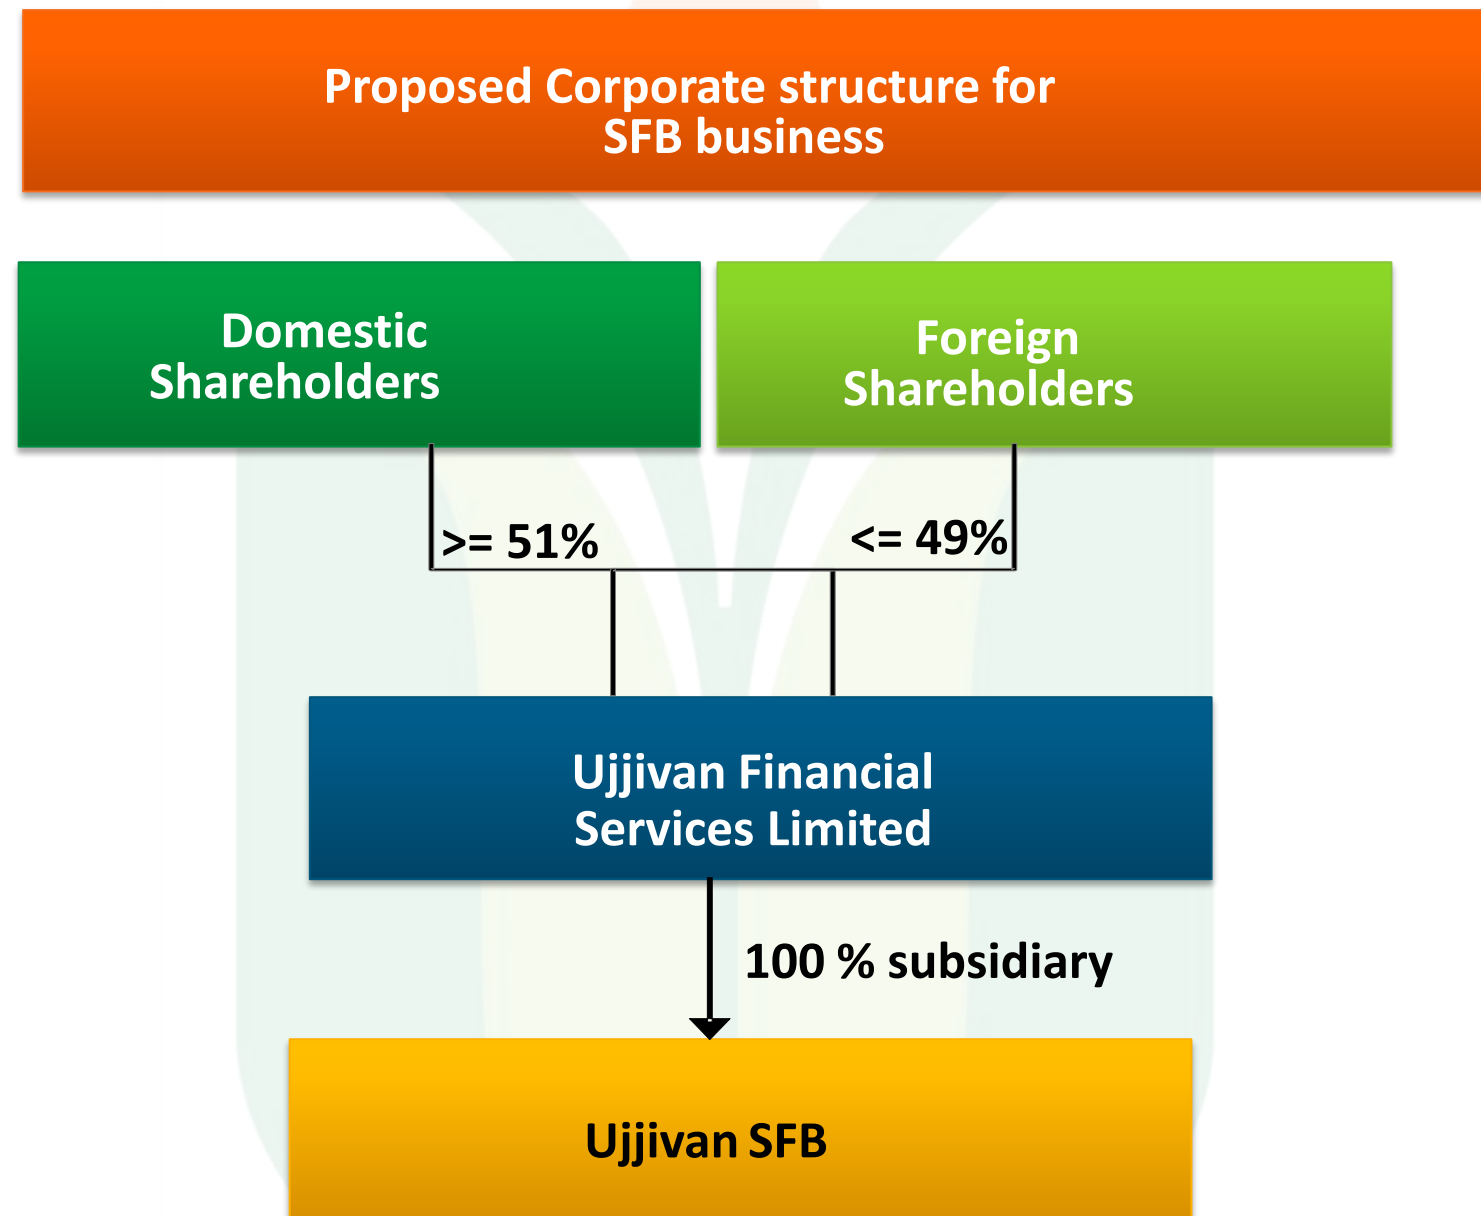 Proposed Corporate structure for
SFB business
Domestic
Shareholders
Foreign
Shareholders
>= 51%
<= 49%
Ujjivan Financial
Services Limited
100 % subsidiary
Ujjivan SFB